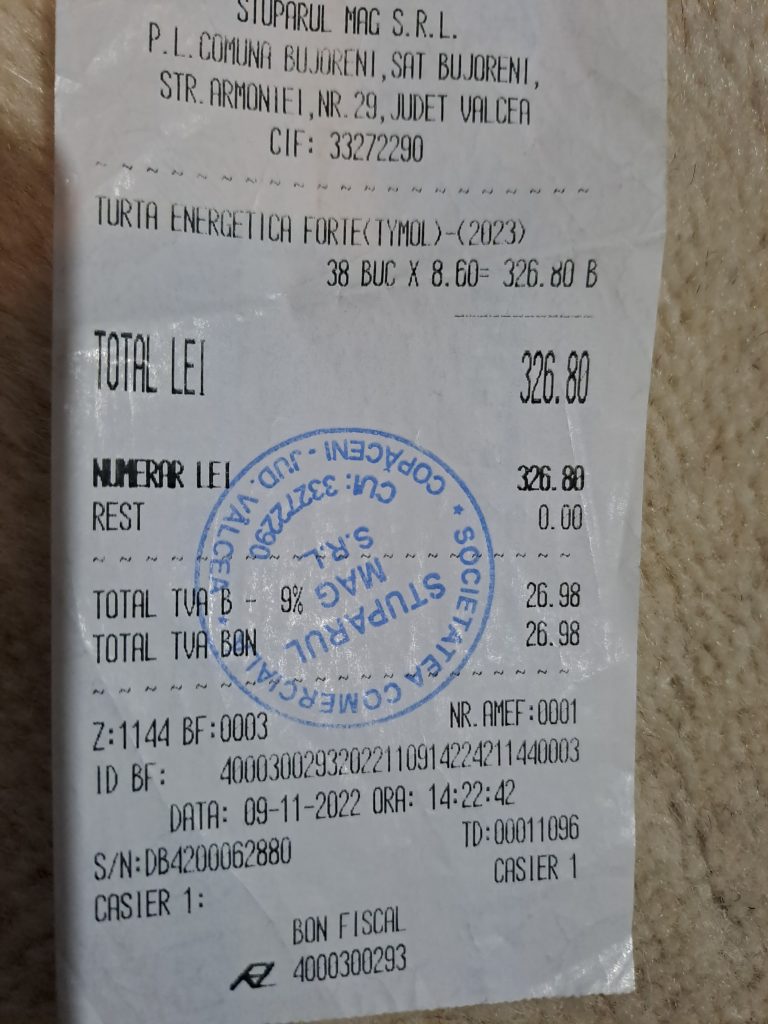 STUPARUL MAG S.R.L.
P.L.COMUNA BUJORENI,SAT BUJORENI,
STR.ARMONIEI,NR.29,JUDET VALCEA
CIF: 33272290
~ ~ ~ ~ ~ ~ ~ ~ ~ ~ ~ ~ ~ ~ ~ ~ ~ ~ ~ ~
TURTA ENERGETICA FORTE(TYMOL)-(2023)
38 BUC X 8.60= 326.80 B
TOTAL LEI 326.80
NUMERAR LEI 326.80
REST 0.00
~ ~ ~ ~ ~ ~ ~ ~ ~ ~ ~ ~ ~ ~ ~ ~ ~ ~ ~ ~
TOTAL TVA B - 9% 26.98
TOTAL TVA BON 26.98
~ ~ ~ ~ ~ ~ ~ ~ ~ ~ ~ ~ ~ ~ ~ ~ ~ ~ ~ ~
Z:1144 BF:0003 NR.AMEF:0001
ID BF: 40003002932022110914224211440003
DATA: 09-11-2022 ORA: 14:22:42
S/N:DB4200062880 TD:00011096
CASIER 1: CASIER 1
BON FISCAL
4000300293
* SOCIETATEA COMERCIALĂ * COPĂCENI - JUD. VÂLCEA
STUPARUL
MAG
S.R.L.
CUI: 33272290